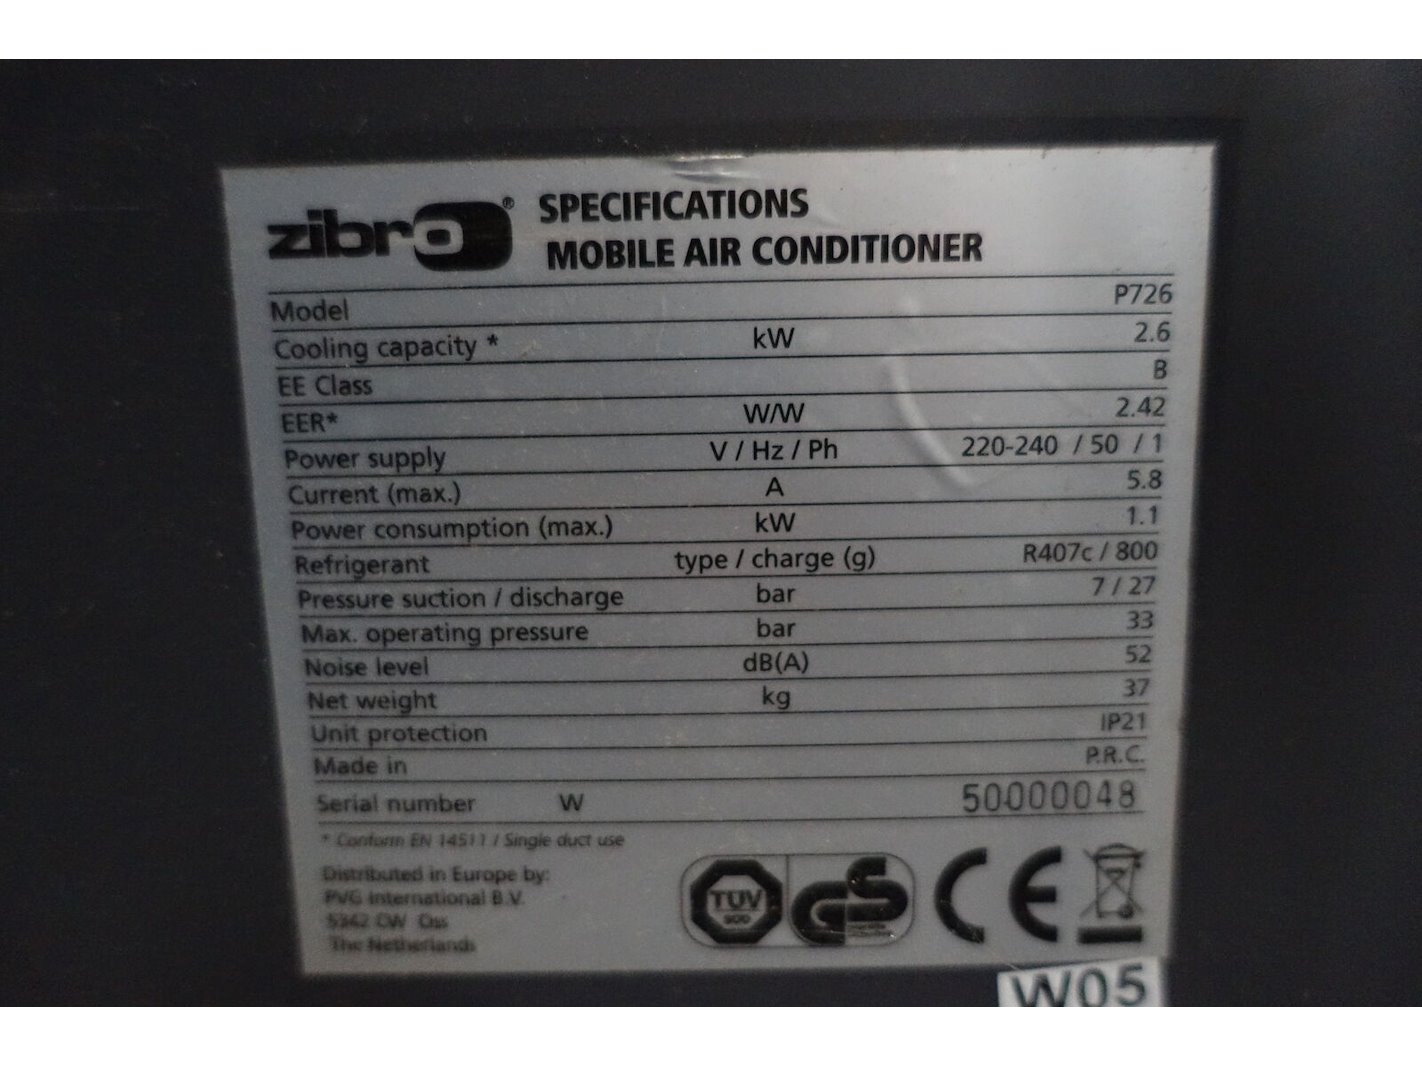 zibro® SPECIFICATIONS
MOBILE AIR CONDITIONER
Model P726
Cooling capacity * kW 2.6
EE Class B
EER* W/W 2.42
Power supply V / Hz / Ph 220-240 / 50 / 1
Current (max.) A 5.8
Power consumption (max.) kW 1.1
Refrigerant type / charge (g) R407c / 800
Pressure suction / discharge bar 7 / 27
Max. operating pressure bar 33
Noise level dB(A) 52
Net weight kg 37
Unit protection IP21
Made in P.R.C.
Serial number W 50000048
* Conform EN 14511 / Single duct use
Distributed in Europe by:
PVG International B.V.
5342 CW Oss
The Netherlands
TÜV
GS
CE
W05